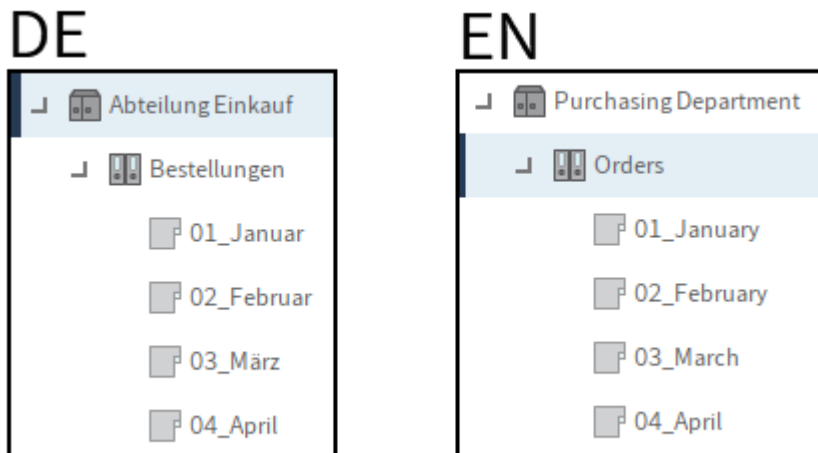 DE
Abteilung Einkauf
Bestellungen
01_Januar
02_Februar
03_März
04_April
EN
Purchasing Department
Orders
01_January
02_February
03_March
04_April